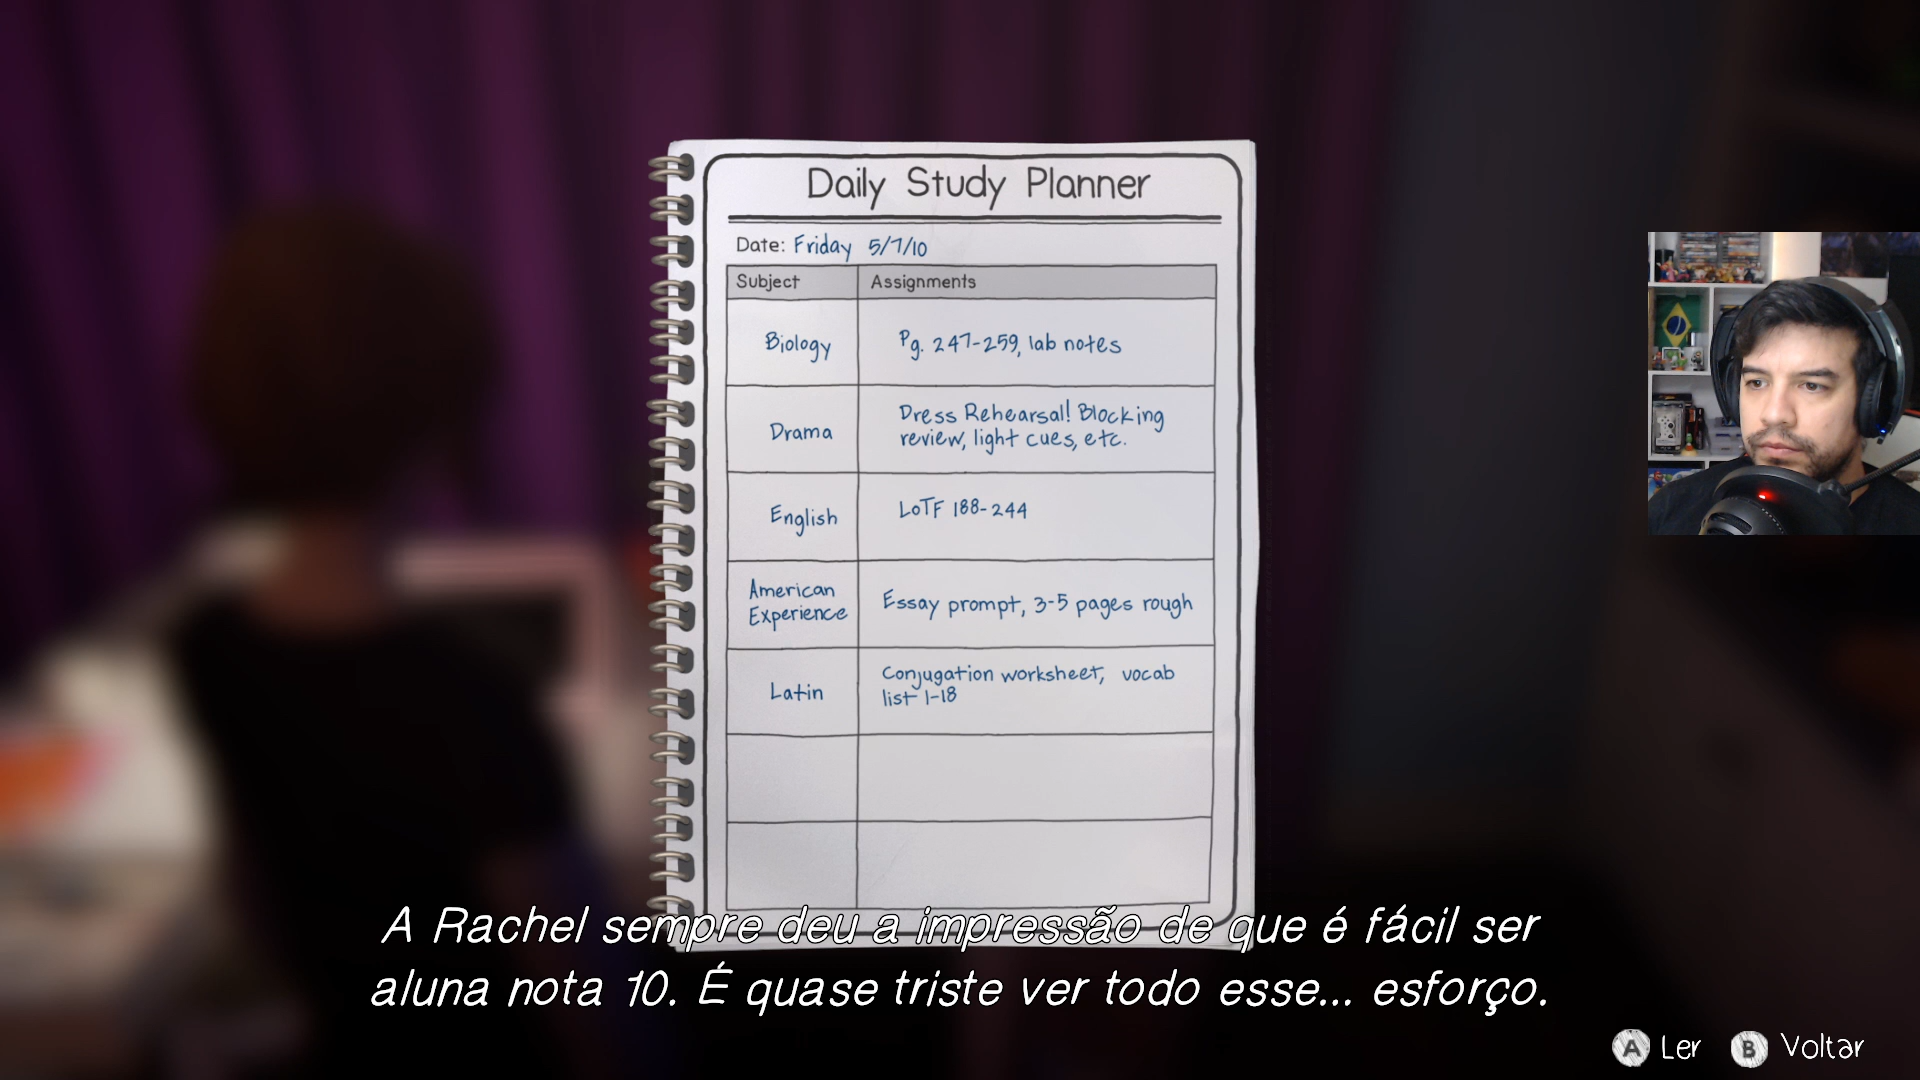 Daily Study Planner
Date: Friday 5/7/10
Subject Assignments
Biology Pg. 247-259, lab notes
Drama Dress Rehearsal! Blocking
review, light cues, etc.
English LoTF 188-244
American
Experience Essay prompt, 3-5 pages rough
Latin Conjugation worksheet, vocab
list 1-18
A Rachel sempre deu a impressão de que é fácil ser
aluna nota 10. É quase triste ver todo esse... esforço.
A Ler B Voltar